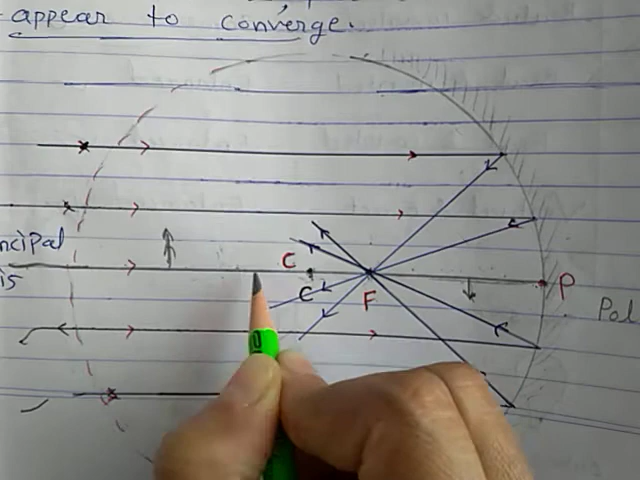 appear to converge.
ncipal
is
C
C
F
P
Pol